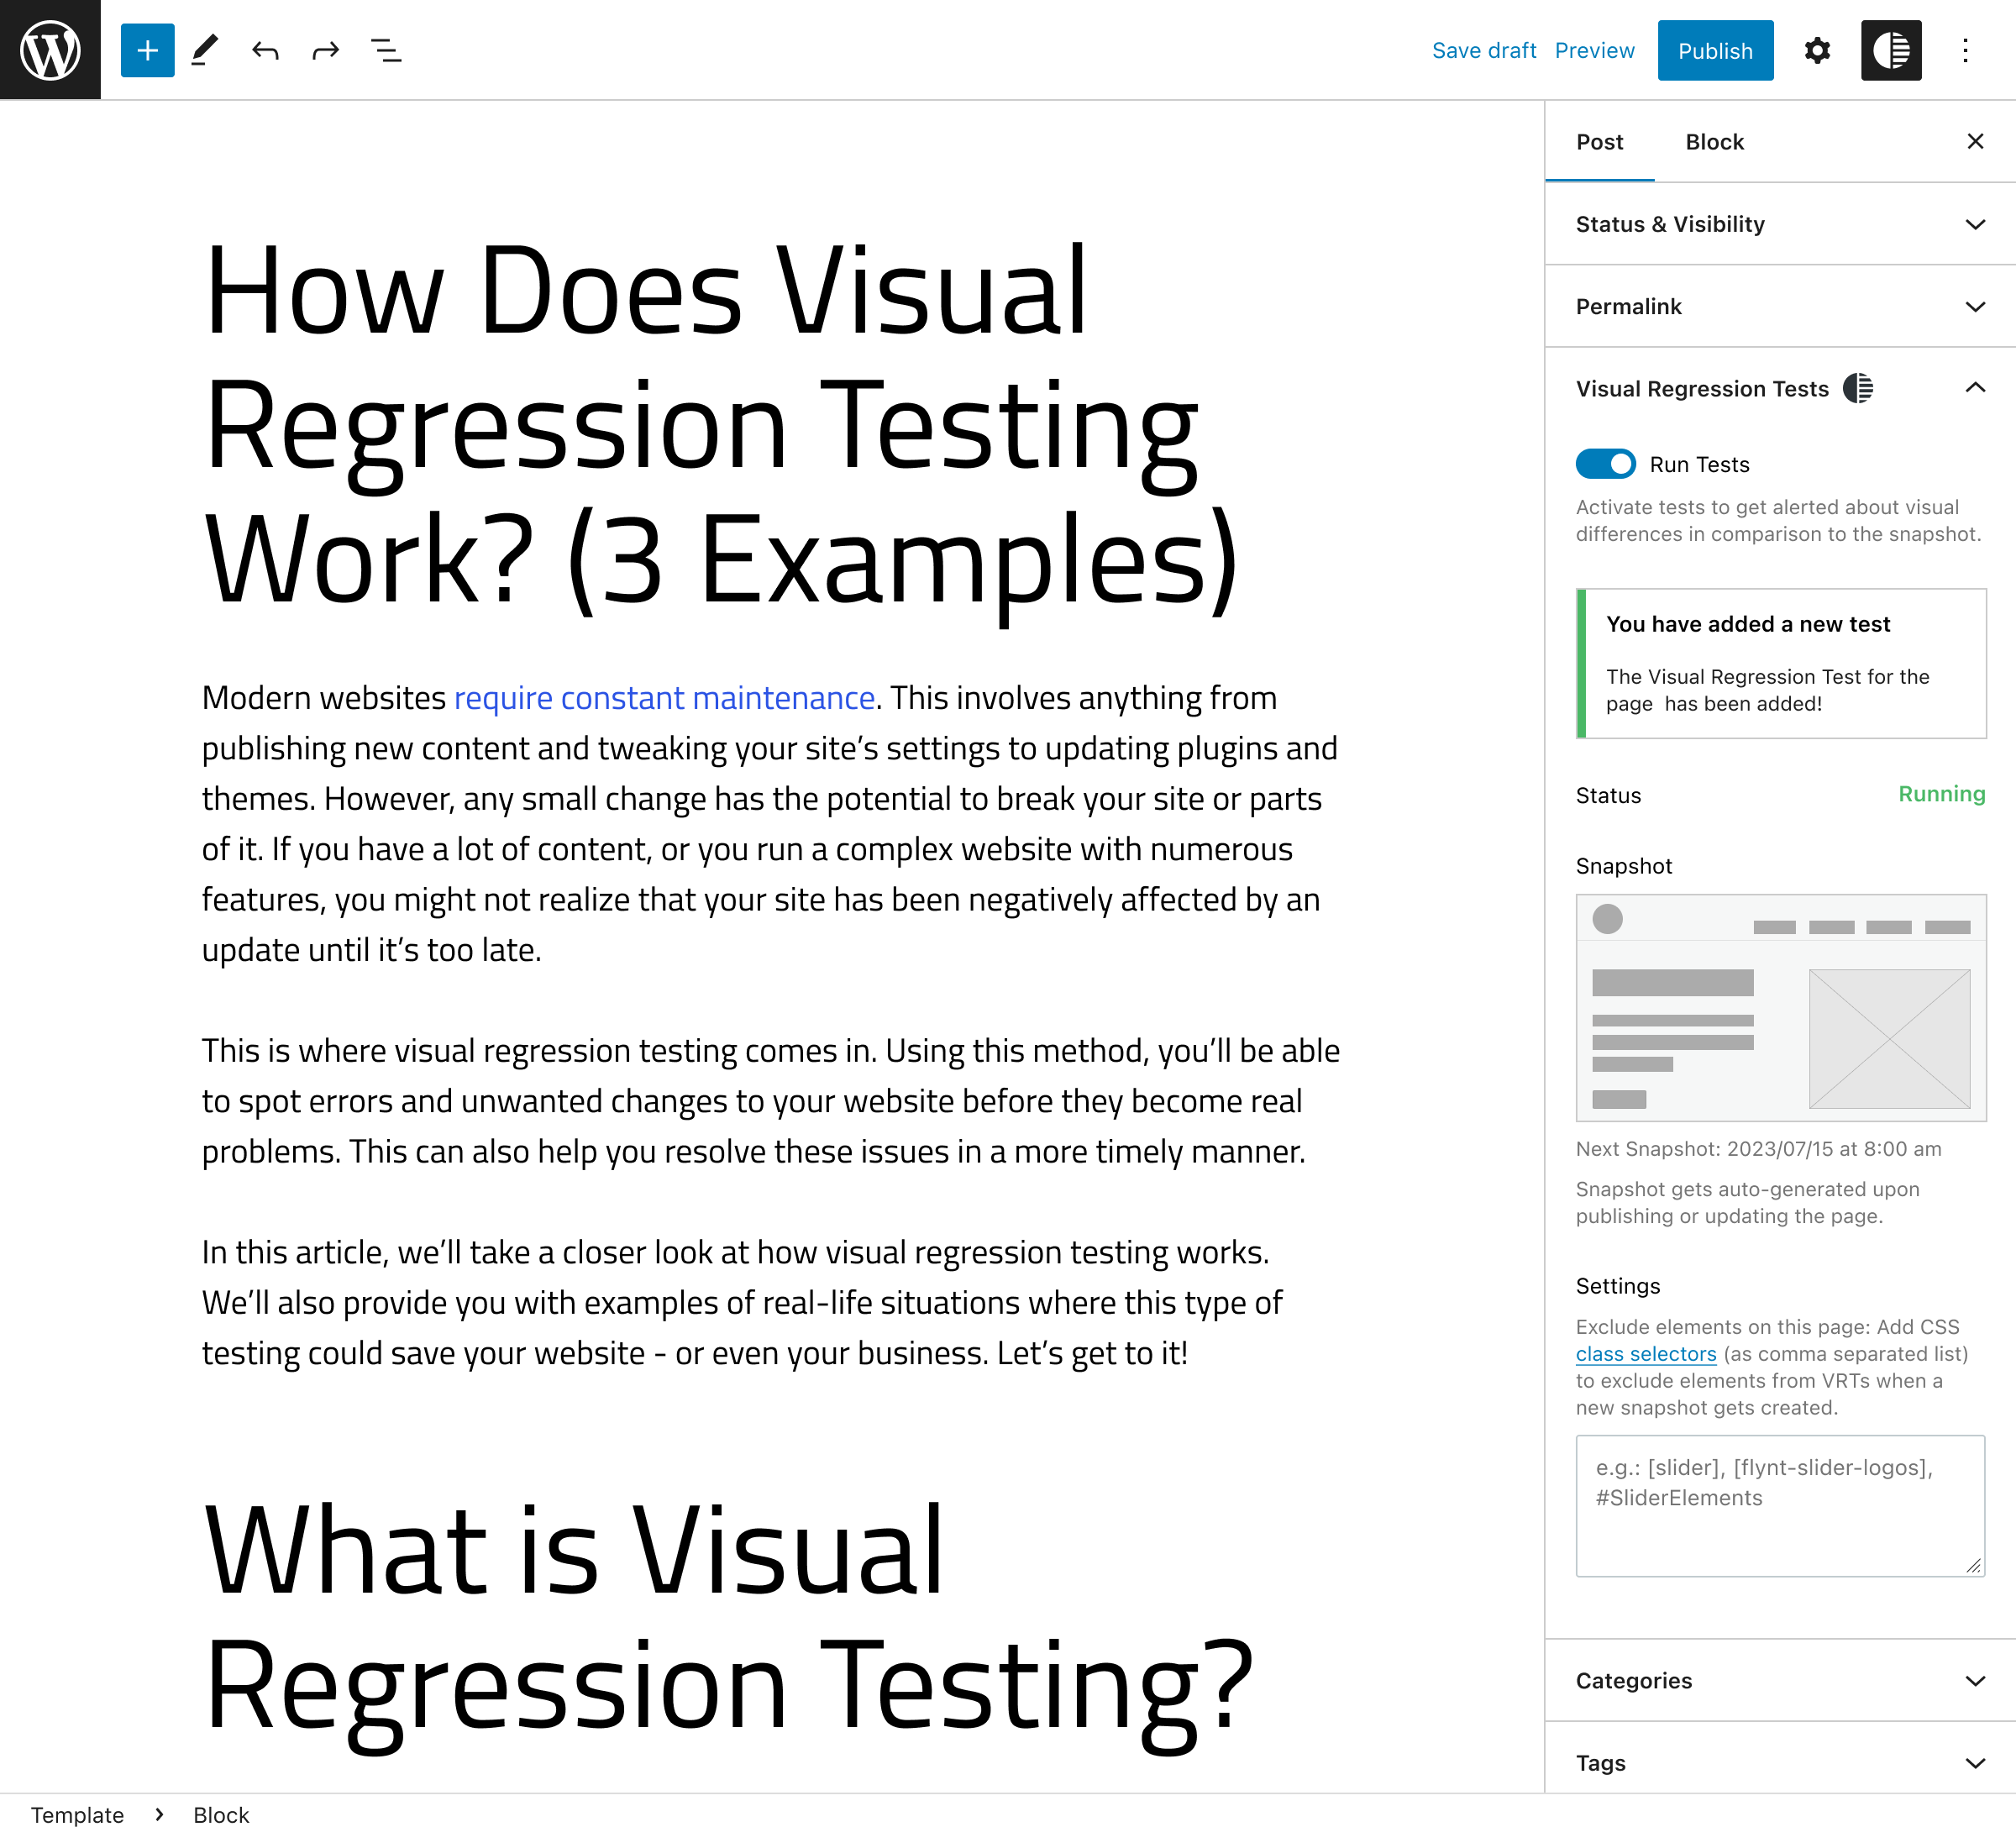 Save draft Preview Publish
How Does Visual
Regression Testing
Work? (3 Examples)
Modern websites require constant maintenance. This involves anything from
publishing new content and tweaking your site’s settings to updating plugins and
themes. However, any small change has the potential to break your site or parts
of it. If you have a lot of content, or you run a complex website with numerous
features, you might not realize that your site has been negatively affected by an
update until it’s too late.
This is where visual regression testing comes in. Using this method, you’ll be able
to spot errors and unwanted changes to your website before they become real
problems. This can also help you resolve these issues in a more timely manner.
In this article, we’ll take a closer look at how visual regression testing works.
We’ll also provide you with examples of real-life situations where this type of
testing could save your website - or even your business. Let’s get to it!
What is Visual
Regression Testing?
Post Block
Status & Visibility
Permalink
Visual Regression Tests
Run Tests
Activate tests to get alerted about visual
differences in comparison to the snapshot.
You have added a new test
The Visual Regression Test for the
page  has been added!
Status Running
Snapshot
Next Snapshot: 2023/07/15 at 8:00 am
Snapshot gets auto-generated upon
publishing or updating the page.
Settings
Exclude elements on this page: Add CSS
class selectors (as comma separated list)
to exclude elements from VRTs when a
new snapshot gets created.
e.g.: [slider], [flynt-slider-logos],
#SliderElements
Categories
Tags
Template › Block